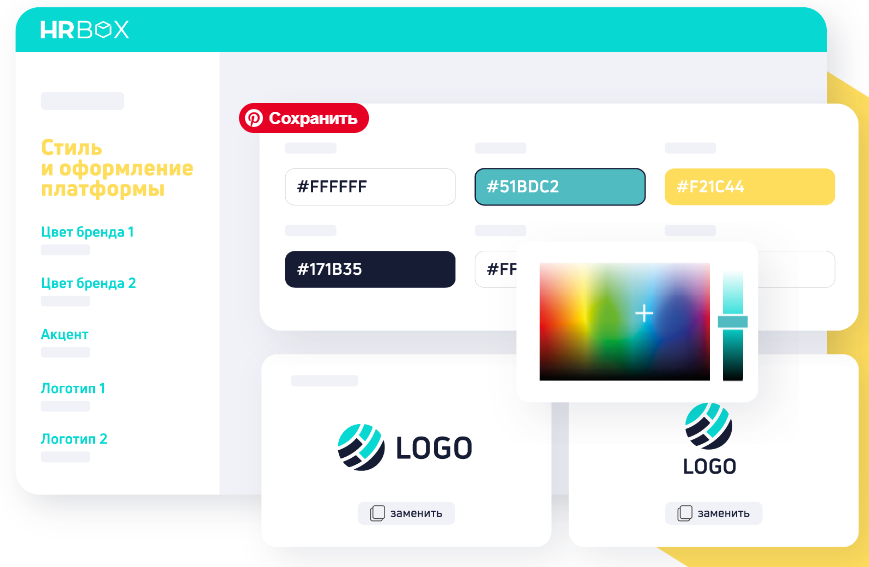 HRBOX
Стиль
и оформление
платформы
Цвет бренда 1
Цвет бренда 2
Акцент
Логотип 1
Логотип 2
Сохранить
#FFFFFF
#51BDC2
#F21C44
#171B35
#FF
LOGO
заменить
LOGO
заменить